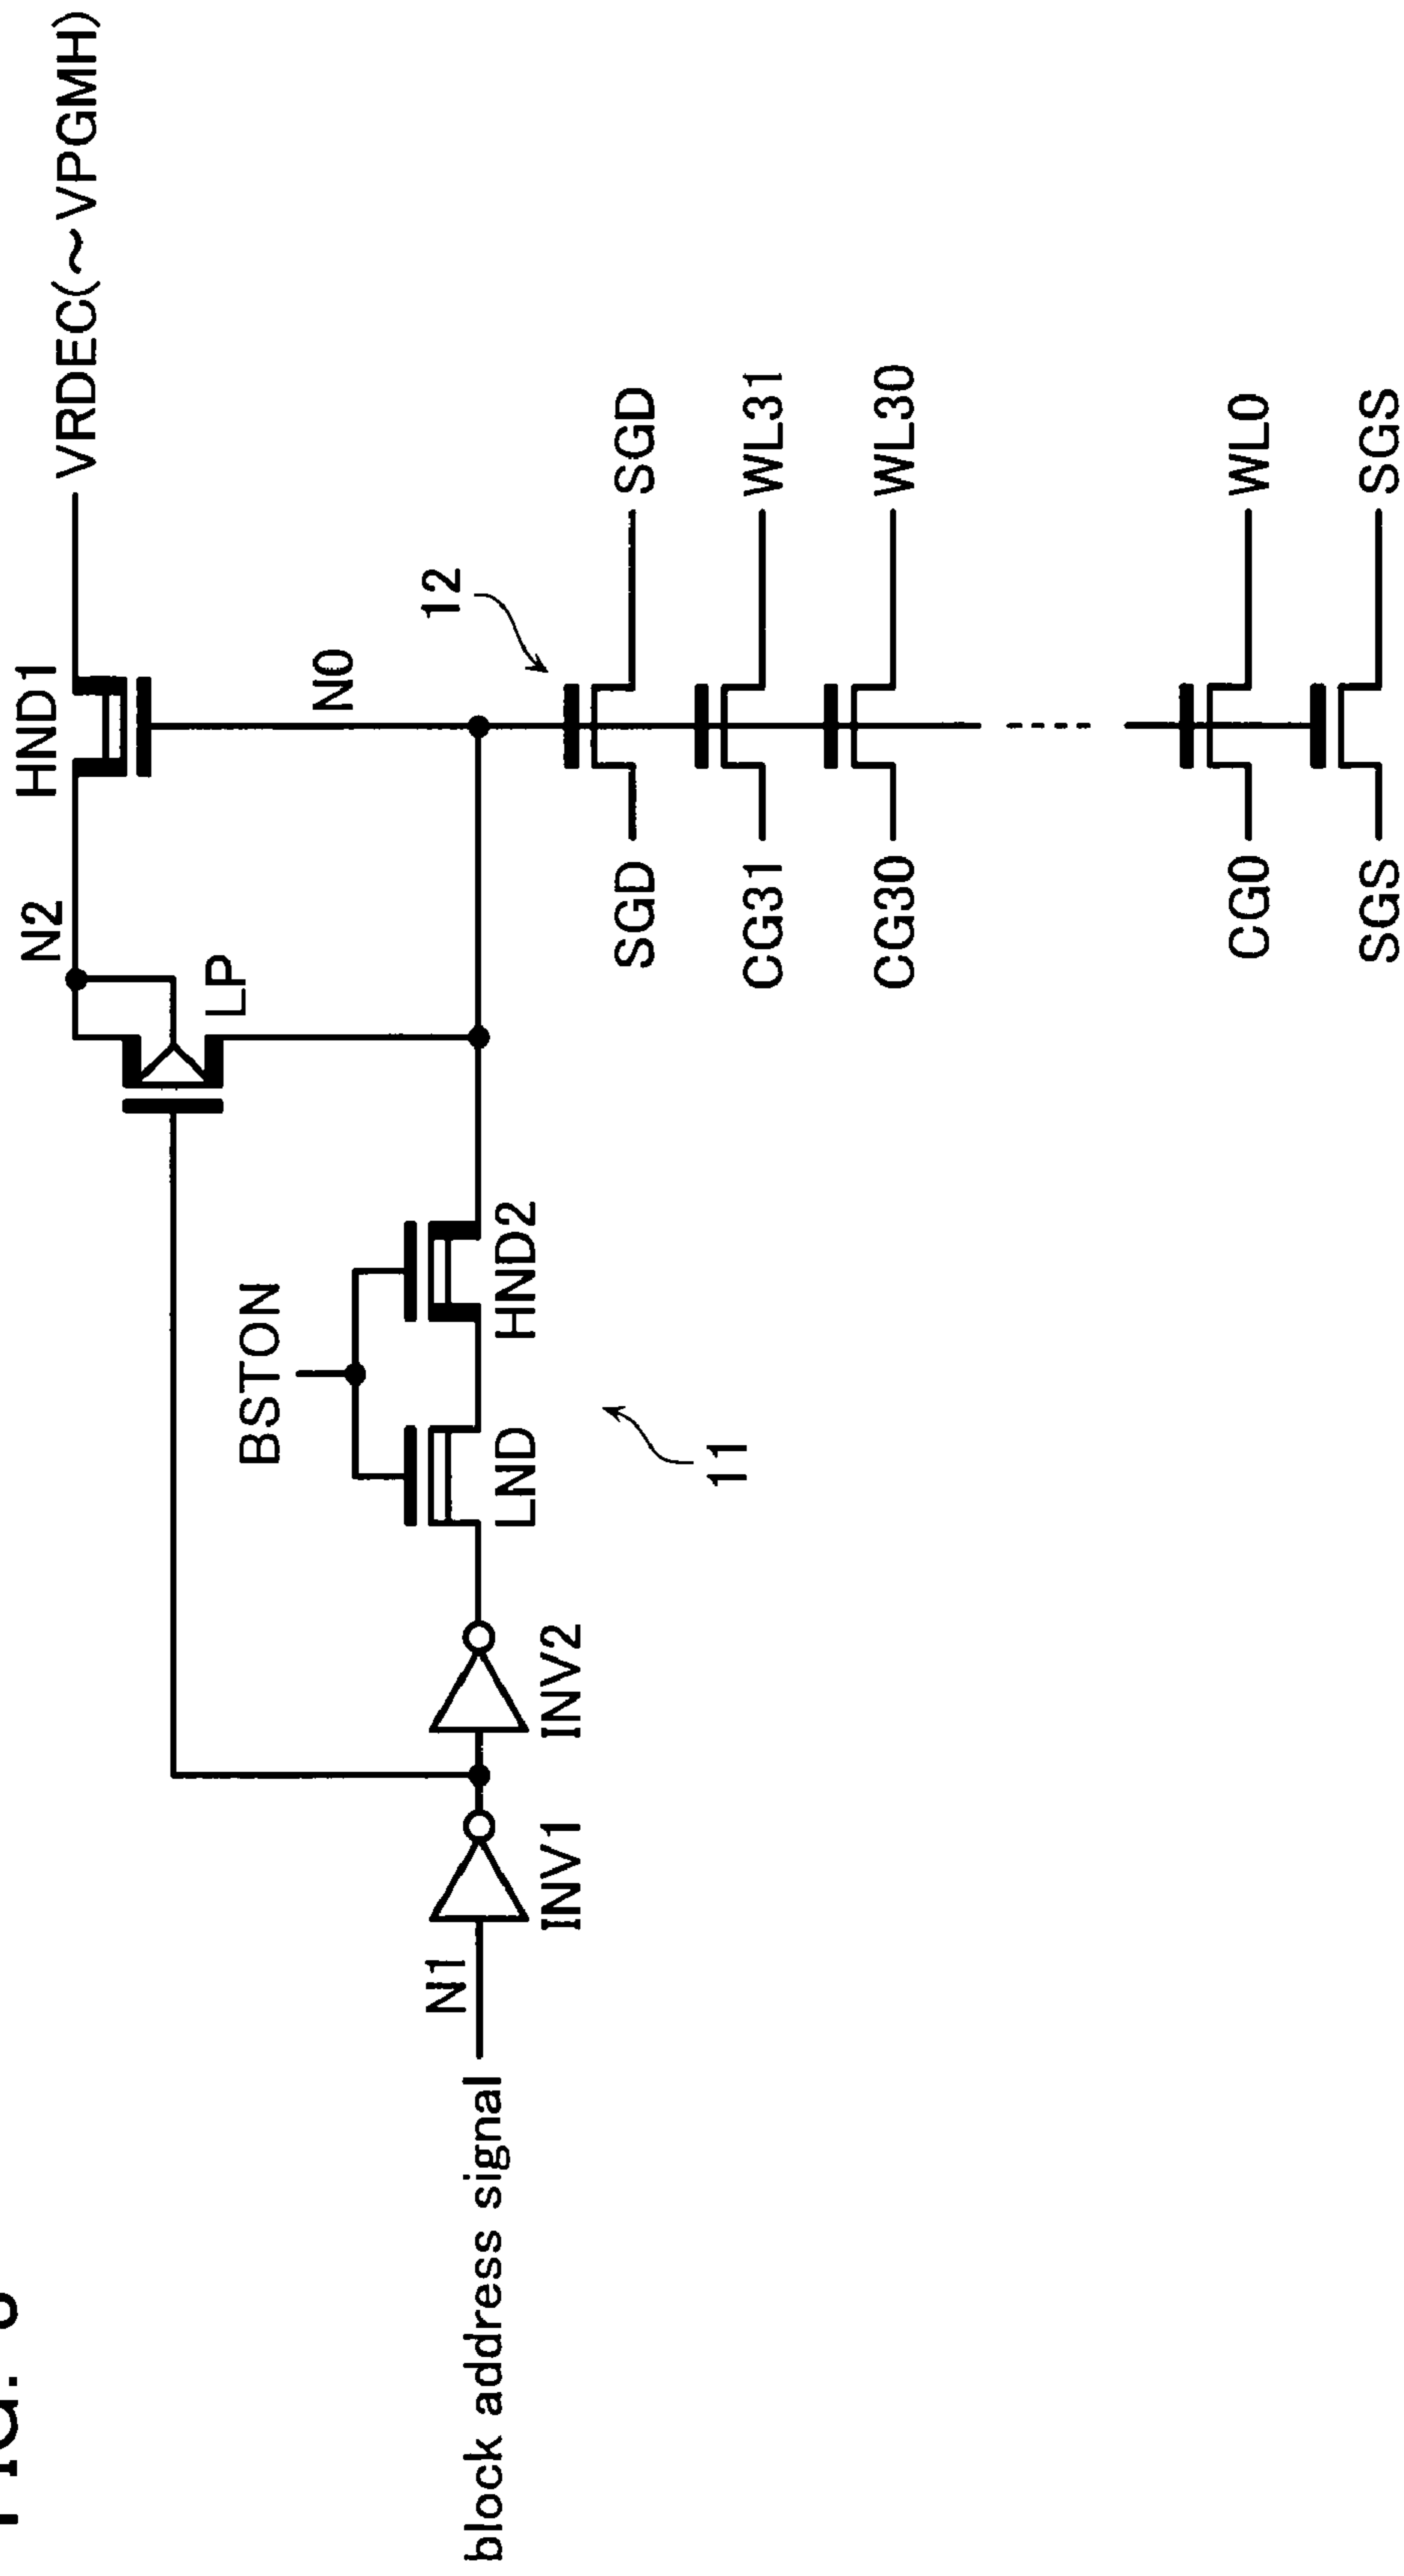 VRDEC(~VPGMH)
HND1
N2
LP
N0
BSTON
HND2
LND
INV2
INV1
N1
block address signal
11
12
SGD
SGD
CG31
WL31
CG30
WL30
CG0
WL0
SGS
SGS